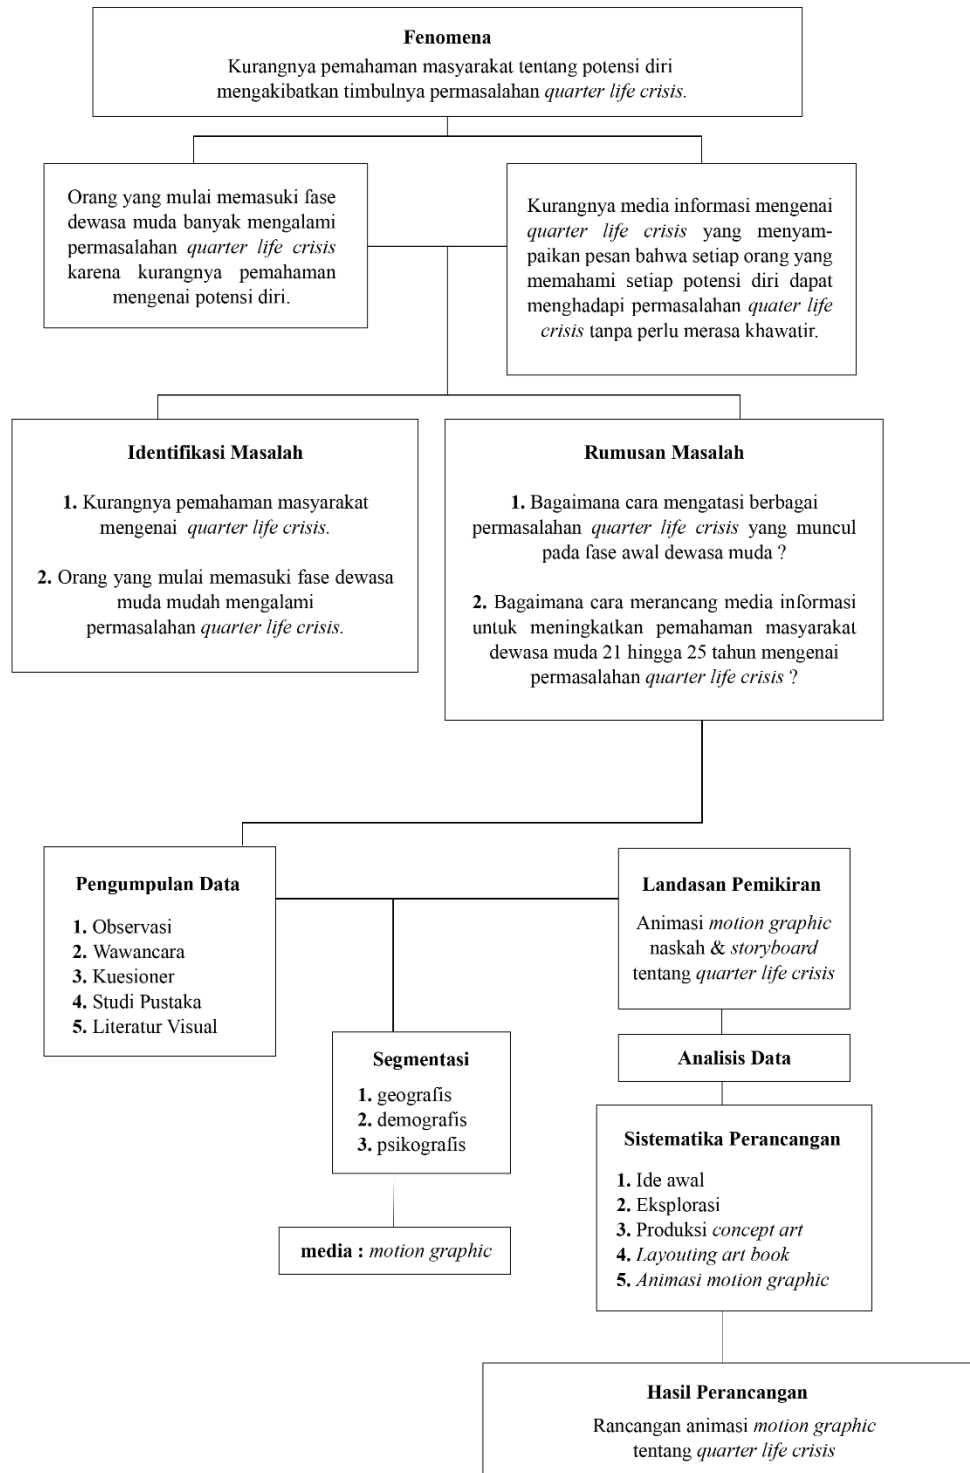 Fenomena
Kurangnya pemahaman masyarakat tentang potensi diri
mengakibatkan timbulnya permasalahan quarter life crisis.
Orang yang mulai memasuki fase
dewasa muda banyak mengalami
permasalahan quarter life crisis
karena kurangnya pemahaman
mengenai potensi diri.
Kurangnya media informasi mengenai
quarter life crisis yang menyam-
paikan pesan bahwa setiap orang yang
memahami setiap potensi diri dapat
menghadapi permasalahan quater life
crisis tanpa perlu merasa khawatir.
Identifikasi Masalah
1. Kurangnya pemahaman masyarakat
mengenai quarter life crisis.
2. Orang yang mulai memasuki fase dewasa
muda mudah mengalami
permasalahan quarter life crisis.
Rumusan Masalah
1. Bagaimana cara mengatasi berbagai
permasalahan quarter life crisis yang muncul
pada fase awal dewasa muda ?
2. Bagaimana cara merancang media informasi
untuk meningkatkan pemahaman masyarakat
dewasa muda 21 hingga 25 tahun mengenai
permasalahan quarter life crisis ?
Pengumpulan Data
1. Observasi
2. Wawancara
3. Kuesioner
4. Studi Pustaka
5. Literatur Visual
Landasan Pemikiran
Animasi motion graphic
naskah & storyboard
tentang quarter life crisis
Segmentasi
1. geografis
2. demografis
3. psikografis
media : motion graphic
Analisis Data
Sistematika Perancangan
1. Ide awal
2. Eksplorasi
3. Produksi concept art
4. Layouting art book
5. Animasi motion graphic
Hasil Perancangan
Rancangan animasi motion graphic
tentang quarter life crisis